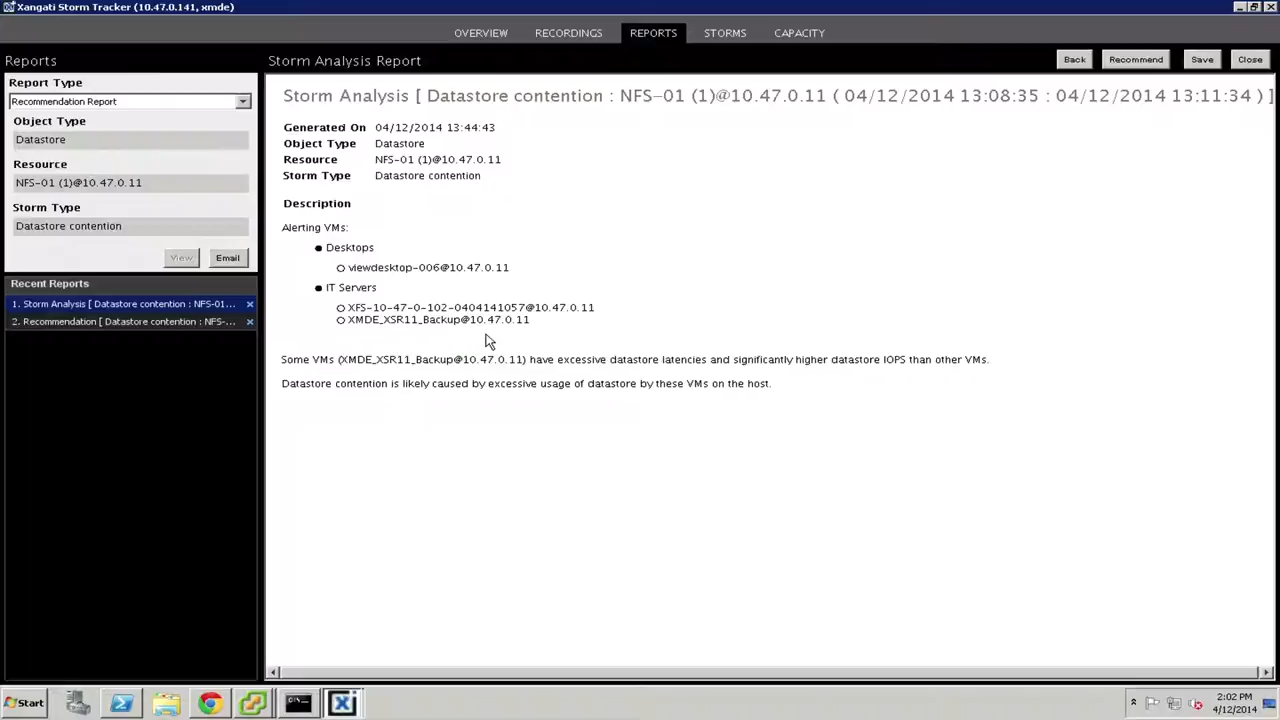 Xangati Storm Tracker (10.47.0.141, xmde)
OVERVIEW RECORDINGS REPORTS STORMS CAPACITY
Reports
Report Type
Recommendation Report
Object Type
Datastore
Resource
NFS-01 (1)@10.47.0.11
Storm Type
Datastore contention
View Email
Recent Reports
1. Storm Analysis [ Datastore contention : NFS-01... ×
2. Recommendation [ Datastore contention : NFS-... ×
Storm Analysis Report
Back Recommend Save Close
Storm Analysis [ Datastore contention : NFS-01 (1)@10.47.0.11 ( 04/12/2014 13:08:35 : 04/12/2014 13:11:34 ) ]
Generated On 04/12/2014 13:44:43
Object Type Datastore
Resource NFS-01 (1)@10.47.0.11
Storm Type Datastore contention
Description
Alerting VMs:
Desktops
viewdesktop-006@10.47.0.11
IT Servers
XFS-10-47-0-102-0404141057@10.47.0.11
XMDE_XSR11_Backup@10.47.0.11
Some VMs (XMDE_XSR11_Backup@10.47.0.11) have excessive datastore latencies and significantly higher datastore IOPS than other VMs.
Datastore contention is likely caused by excessive usage of datastore by these VMs on the host.
Start
2:02 PM
4/12/2014